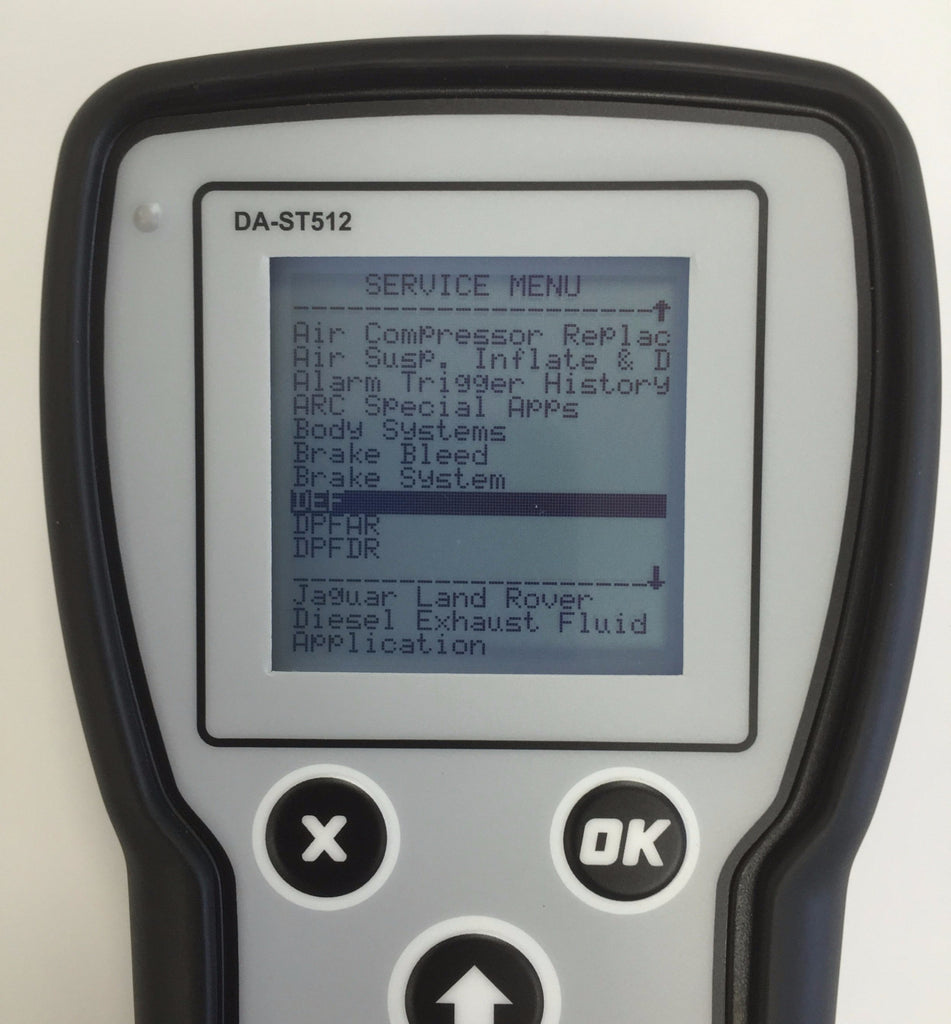 DA-ST512
SERVICE MENU
Air Compressor Replac
Air Susp. Inflate & D
Alarm Trigger History
ARC Special Apps
Body Systems
Brake Bleed
Brake System
DEF
DPFAR
DPFDR
Jaguar Land Rover
Diesel Exhaust Fluid
Application
X
OK